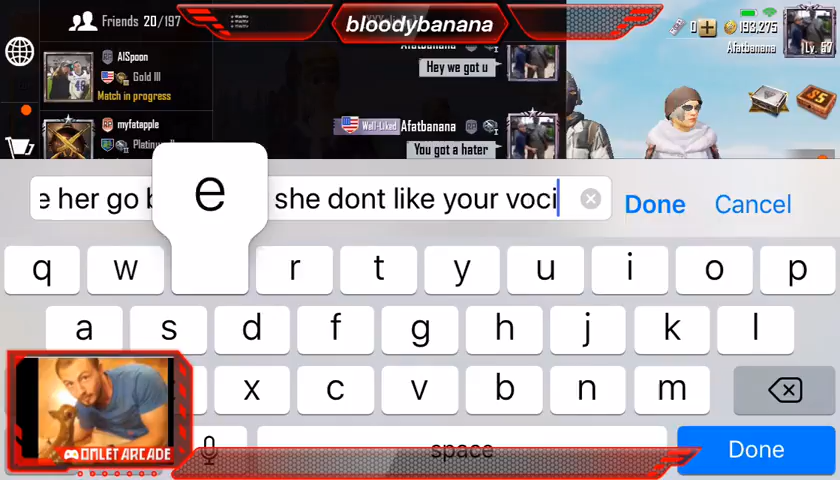 Friends 20/197
bloodybanana
0
193,275
Afatbanana
Lv. 67
AlSpoon
Gold III
Match in progress
Hey we got u
myfatapple
Well-Liked Afatbanana
You got a hater
S5
e her go b she dont like your voci
Done
Cancel
e
q w r t y u i o p
a s d f g h j k l
x c v b n m
space
Done
OMLET ARCADE